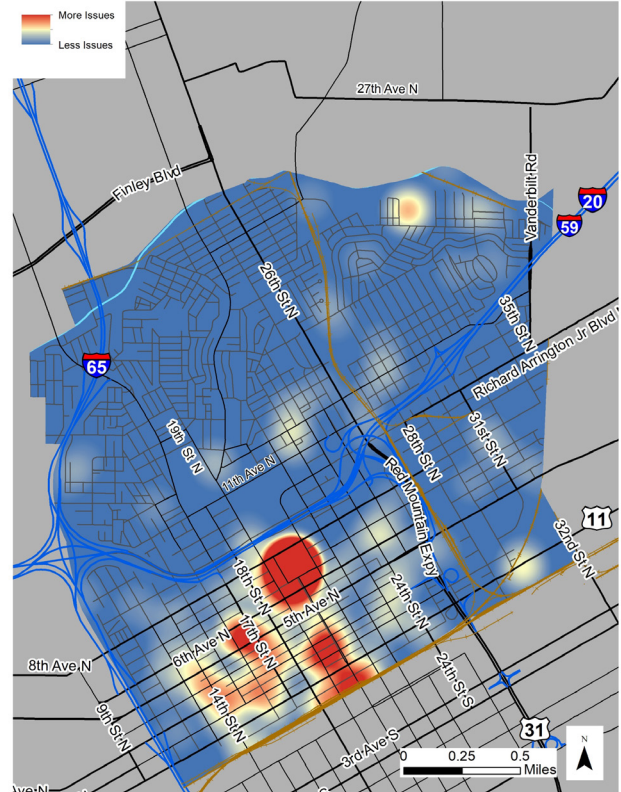 More Issues
Less Issues
27th Ave N
Finley Blvd
Vanderbilt Rd
20
59
26th St N
35th St N
65
Richard Arrington Jr Blvd
19th St N
31st St N
28th St N
11th Ave N
Red Mountain Expy
11
32nd St N
18th St N
5th Ave N
24th St N
17th St N
6th Ave N
8th Ave N
14th St N
24th St S
9th St N
31
3rd Ave S
N
0 0.25 0.5
Miles
Ave N